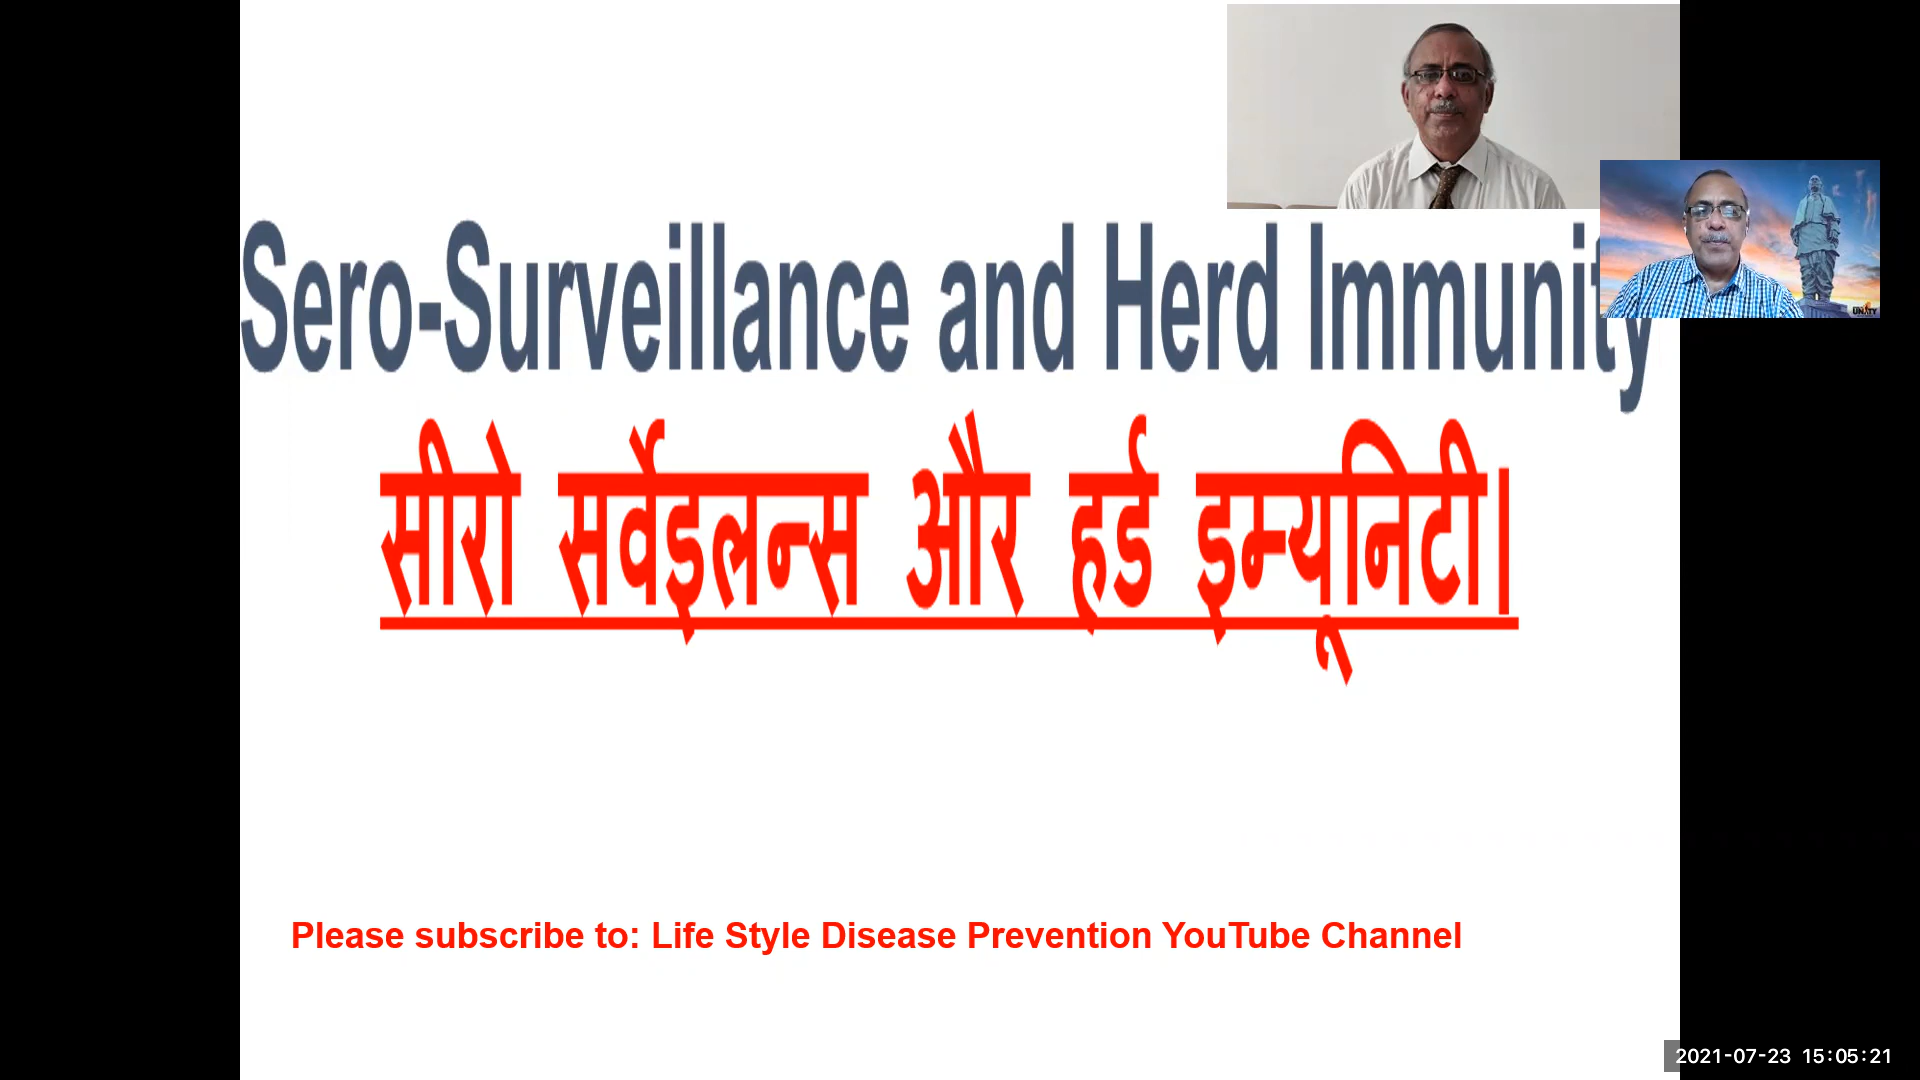 Sero-Surveillance and Herd Immunity
सीरो सर्वेइलन्स और हर्ड इम्यूनिटी।
Please subscribe to: Life Style Disease Prevention YouTube Channel
UNITY
2021-07-23 15:05:21